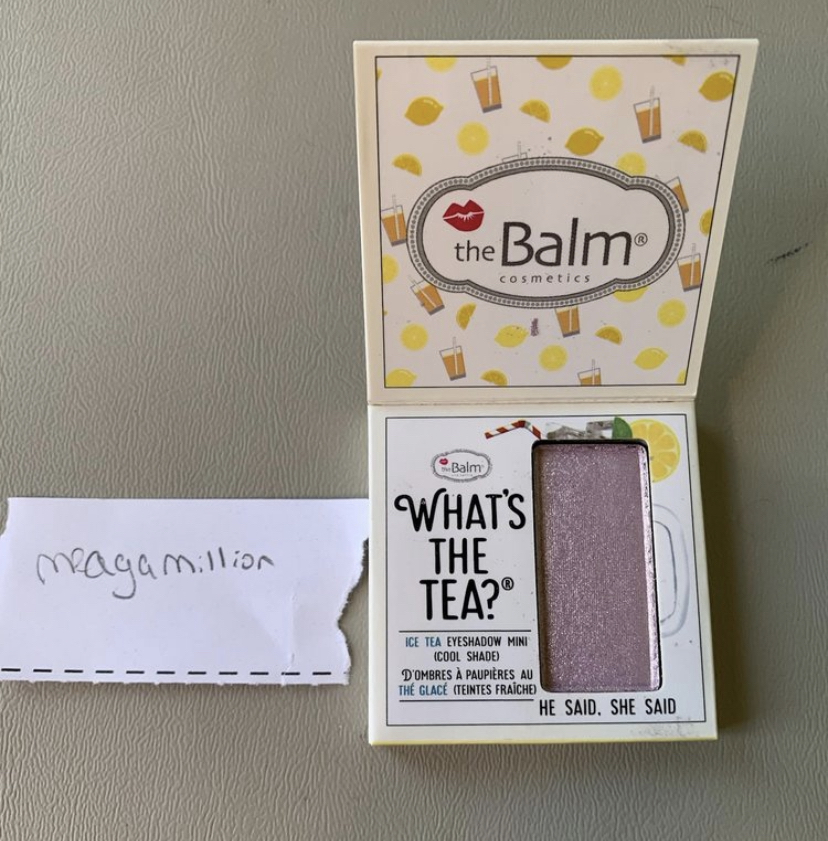 the Balm®
cosmetics
the Balm®
WHAT'S
THE
TEA?®
ICE TEA EYESHADOW MINI
(COOL SHADE)
D'OMBRES À PAUPIÈRES AU
THÉ GLACÉ (TEINTES FRAÎCHE)
HE SAID, SHE SAID
meagamillion